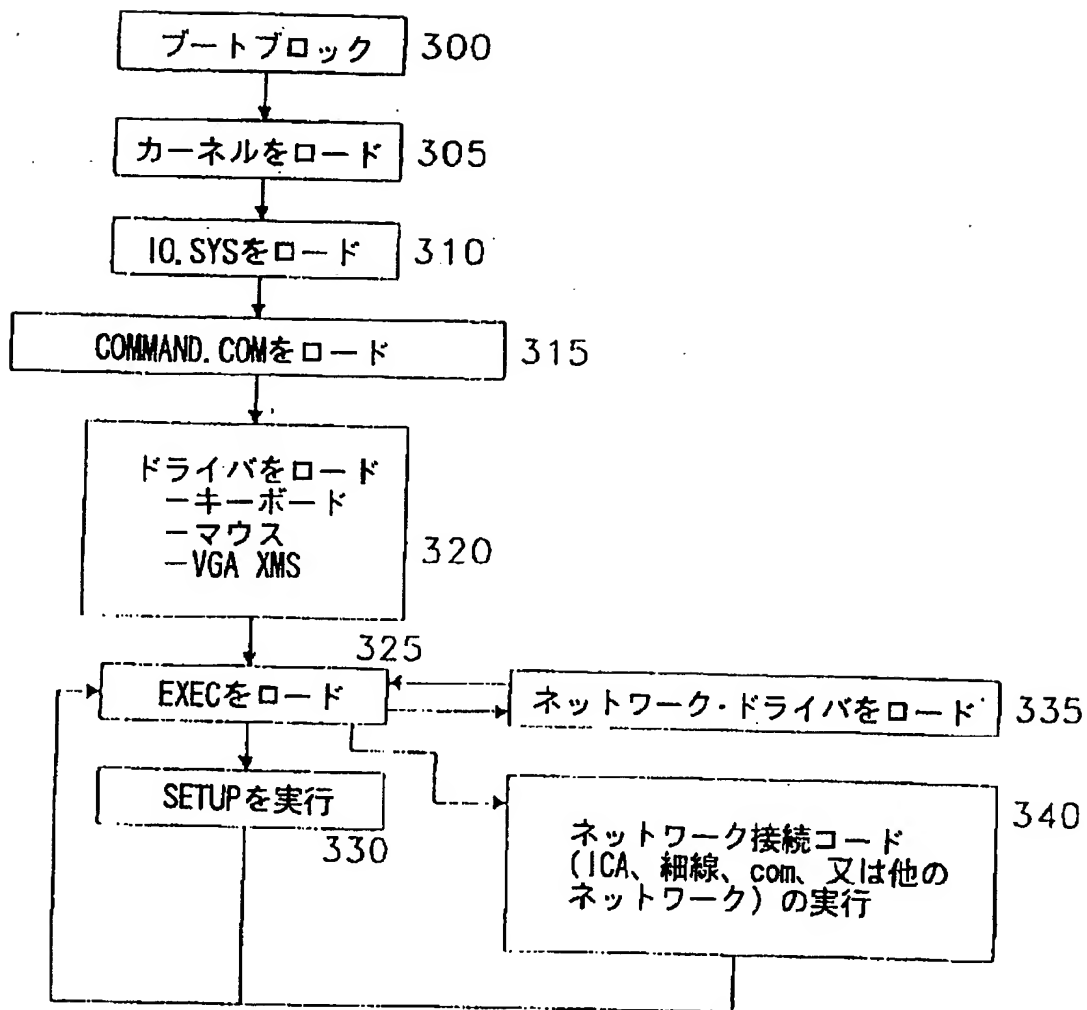 ブートブロック 300
カーネルをロード 305
IO.SYSをロード 310
COMMAND.COMをロード 315
ドライバをロード
－キーボード
－マウス
－VGA XMS
320
325
EXECをロード
ネットワーク・ドライバをロード 335
SETUPを実行
330
340
ネットワーク接続コード
(ICA、細線、com、又は他の
ネットワーク) の実行